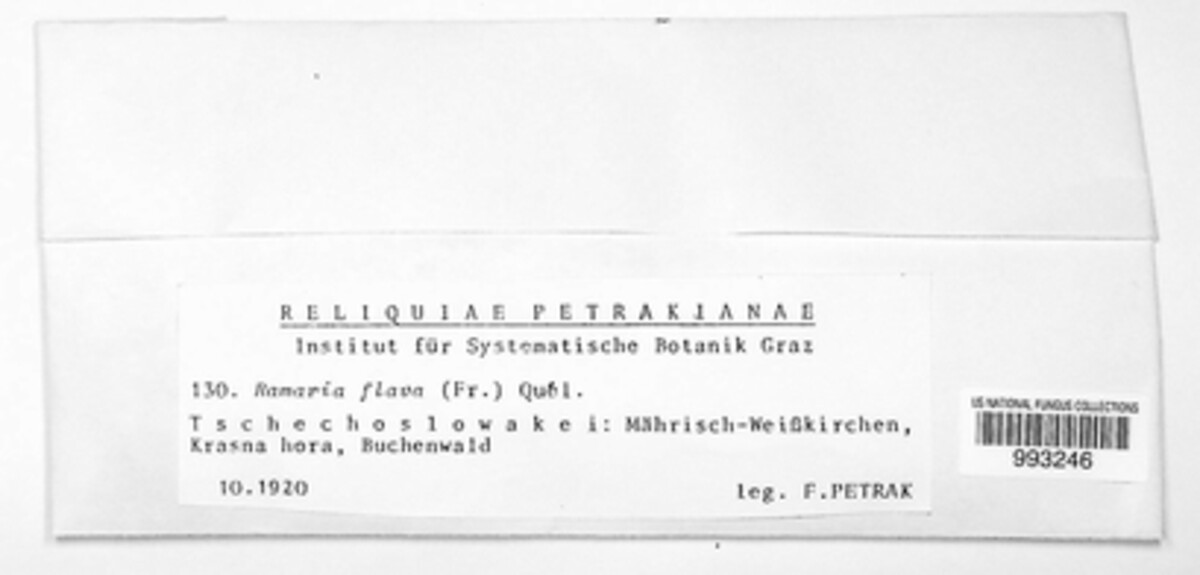 RELIQUIAE PETRAKIANAE
Institut für Systematische Botanik Graz
130. Ramaria flava (Fr.) Quél.
Tschechoslowakei: Mährisch-Weißkirchen,
Krasna hora, Buchenwald
10.1920
leg. F.PETRAK
US NATIONAL FUNGUS COLLECTIONS
993246